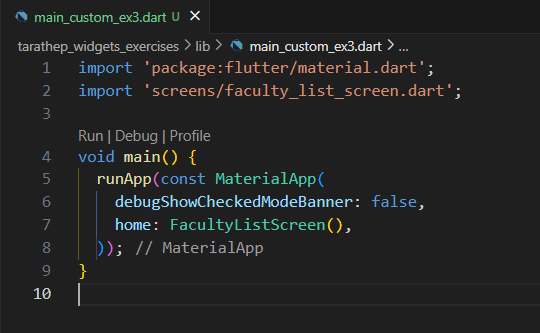 main_custom_ex3.dart U ×
tarathep_widgets_exercises > lib > main_custom_ex3.dart > ...
1 import 'package:flutter/material.dart';
2 import 'screens/faculty_list_screen.dart';
3
Run | Debug | Profile
4 void main() {
5   runApp(const MaterialApp(
6     debugShowCheckedModeBanner: false,
7     home: FacultyListScreen(),
8   )); // MaterialApp
9 }
10